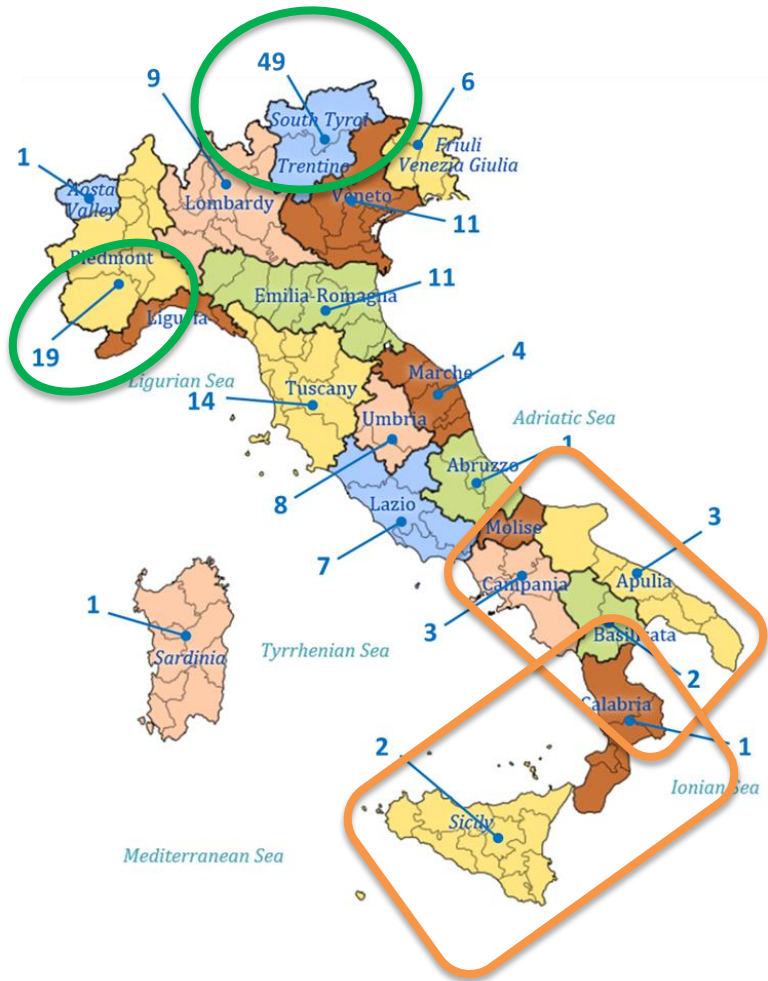 49
9
6
South Tyrol
Friuli
Venezia Giulia
1
Trentino
Aosta
Valley
Lombardy
Veneto
11
Piedmont
11
Emilia-Romagna
Liguria
19
4
Marche
Ligurian Sea
Tuscany
14
Umbria
Adriatic Sea
1
Abruzzo
8
Lazio
Molise
3
7
Campania
Apulia
1
3
Basilicata
Sardinia
Tyrrhenian Sea
2
Calabria
2
1
Ionian Sea
Sicily
Mediterranean Sea